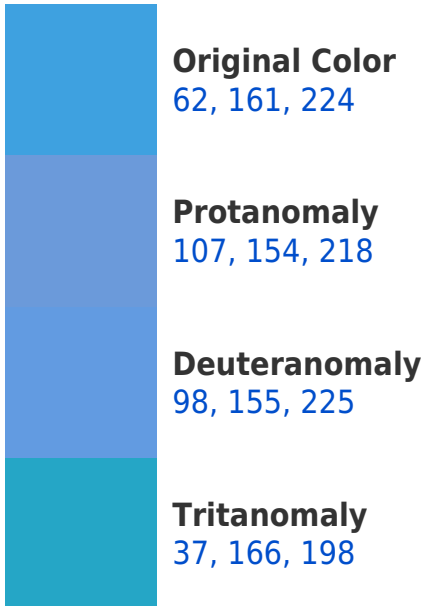 Original Color
62, 161, 224
Protanomaly
107, 154, 218
Deuteranomaly
98, 155, 225
Tritanomaly
37, 166, 198